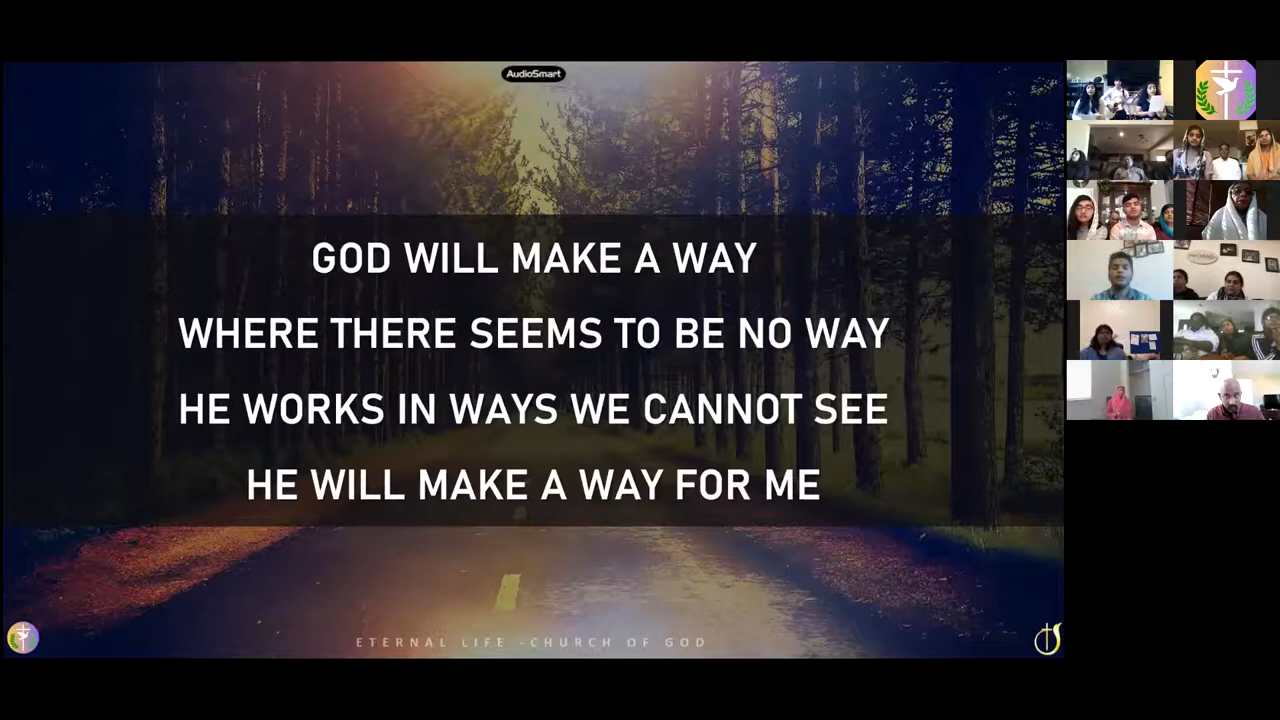 AudioSmart
GOD WILL MAKE A WAY
WHERE THERE SEEMS TO BE NO WAY
HE WORKS IN WAYS WE CANNOT SEE
HE WILL MAKE A WAY FOR ME
ETERNAL LIFE -CHURCH OF GOD